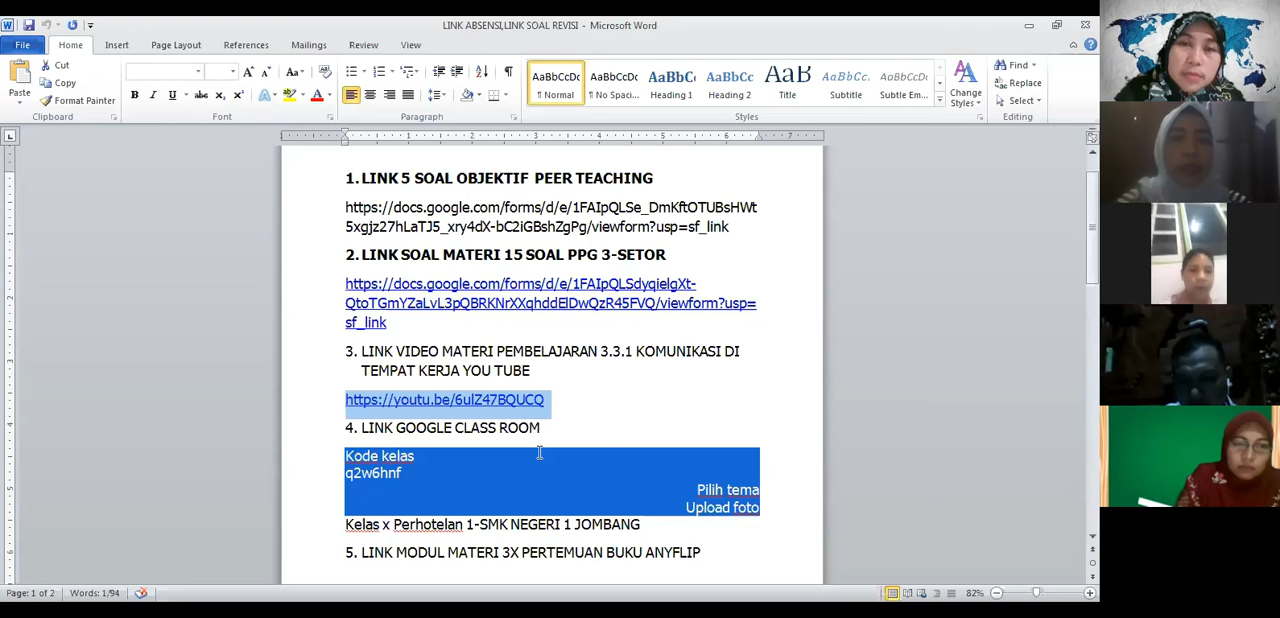 LINK ABSENSI,LINK SOAL REVISI - Microsoft Word
File Home Insert Page Layout References Mailings Review View
Paste
Cut
Copy
Format Painter
Clipboard
Font
Paragraph
AaBbCcDc
¶ Normal
AaBbCcDc
¶ No Spaci...
AaBbCc
Heading 1
AaBbCc
Heading 2
AaB
Title
AaBbCc.
Subtitle
AaBbCcDc
Subtle Em...
Change
Styles
Styles
Find
Replace
Select
Editing
1. LINK 5 SOAL OBJEKTIF PEER TEACHING
https://docs.google.com/forms/d/e/1FAIpQLSe_DmKftOTUBsHWt
5xgjz27hLaTJ5_xry4dX-bC2iGBshZgPg/viewform?usp=sf_link
2. LINK SOAL MATERI 15 SOAL PPG 3-SETOR
https://docs.google.com/forms/d/e/1FAIpQLSdyqielgXt-
QtoTGmYZaLvL3pQBRKNrXXqhddElDwQzR45FVQ/viewform?usp=
sf_link
3. LINK VIDEO MATERI PEMBELAJARAN 3.3.1 KOMUNIKASI DI
TEMPAT KERJA YOU TUBE
https://youtu.be/6ulZ47BQUCQ
4. LINK GOOGLE CLASS ROOM
Kode kelas
q2w6hnf
Pilih tema
Upload foto
Kelas x Perhotelan 1-SMK NEGERI 1 JOMBANG
5. LINK MODUL MATERI 3X PERTEMUAN BUKU ANYFLIP
Page: 1 of 2 Words: 1/94 82%